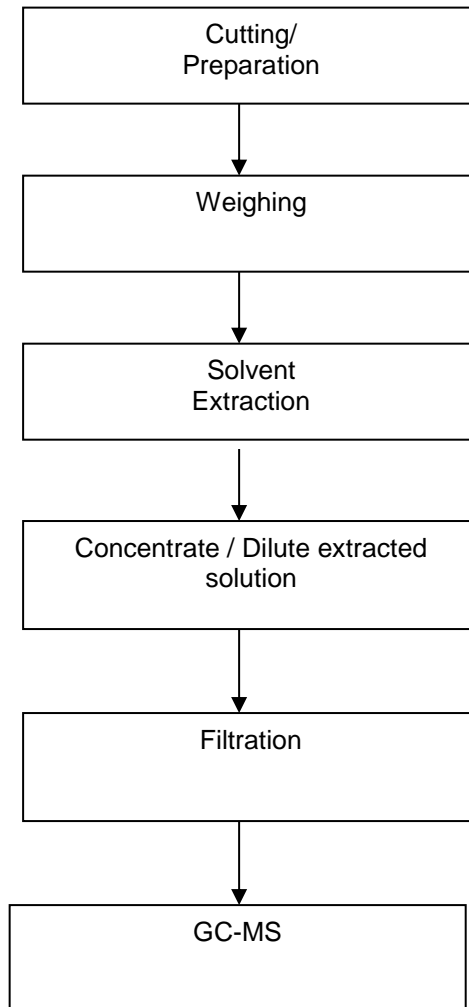 Cutting/
Preparation
Weighing
Solvent
Extraction
Concentrate / Dilute extracted
solution
Filtration
GC-MS